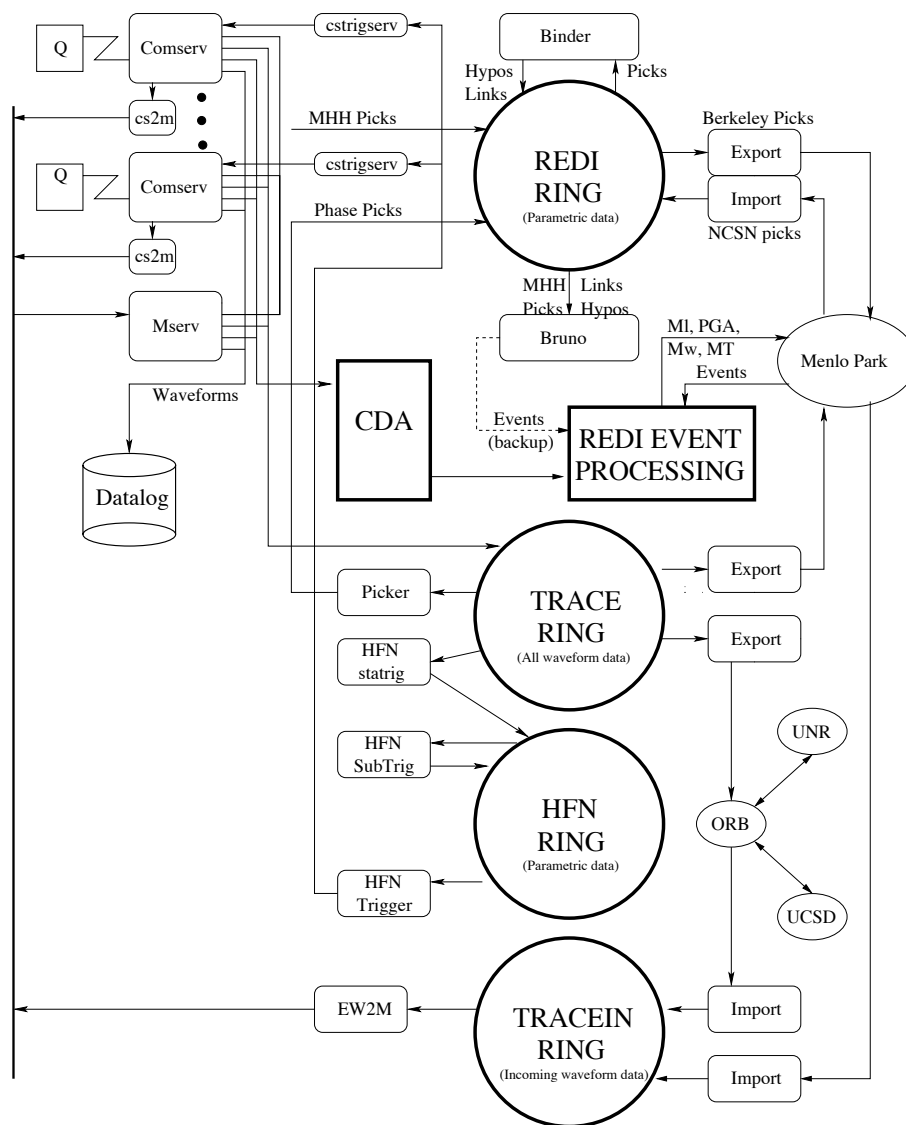 Q
Comserv
cstrigserv
Binder
Hypos
Links
Picks
cs2m
MHH Picks
REDI
RING
(Parametric data)
Berkeley Picks
Export
Q
Comserv
cstrigserv
Import
NCSN picks
Phase Picks
cs2m
MHH
Picks
Links
Hypos
Mserv
Bruno
Ml, PGA,
Mw, MT
Events
Menlo Park
Waveforms
CDA
Events
(backup)
REDI EVENT
PROCESSING
Datalog
Picker
TRACE
RING
(All waveform data)
Export
Export
HFN
statrig
HFN
SubTrig
UNR
HFN
RING
(Parametric data)
ORB
HFN
Trigger
UCSD
EW2M
TRACEIN
RING
(Incoming waveform data)
Import
Import